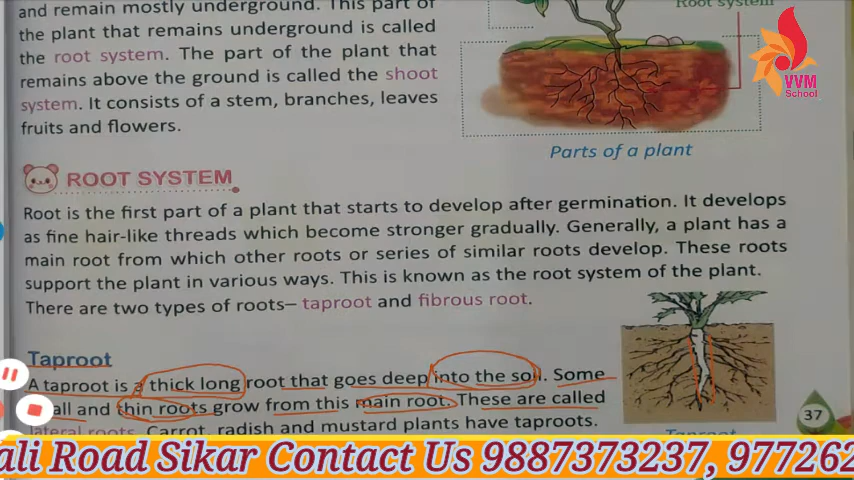 and remain mostly underground. This part of
the plant that remains underground is called
the root system. The part of the plant that
remains above the ground is called the shoot
system. It consists of a stem, branches, leaves
fruits and flowers.
Root system
YVM
School
Parts of a plant
ROOT SYSTEM
Root is the first part of a plant that starts to develop after germination. It develops
as fine hair-like threads which become stronger gradually. Generally, a plant has a
main root from which other roots or series of similar roots develop. These roots
support the plant in various ways. This is known as the root system of the plant.
There are two types of roots– taproot and fibrous root.
Taproot
A taproot is a thick long root that goes deep into the soil. Some
all and thin roots grow from this main root. These are called
lateral roots. Carrot, radish and mustard plants have taproots.
Taproot
37
ali Road Sikar Contact Us 9887373237, 977262